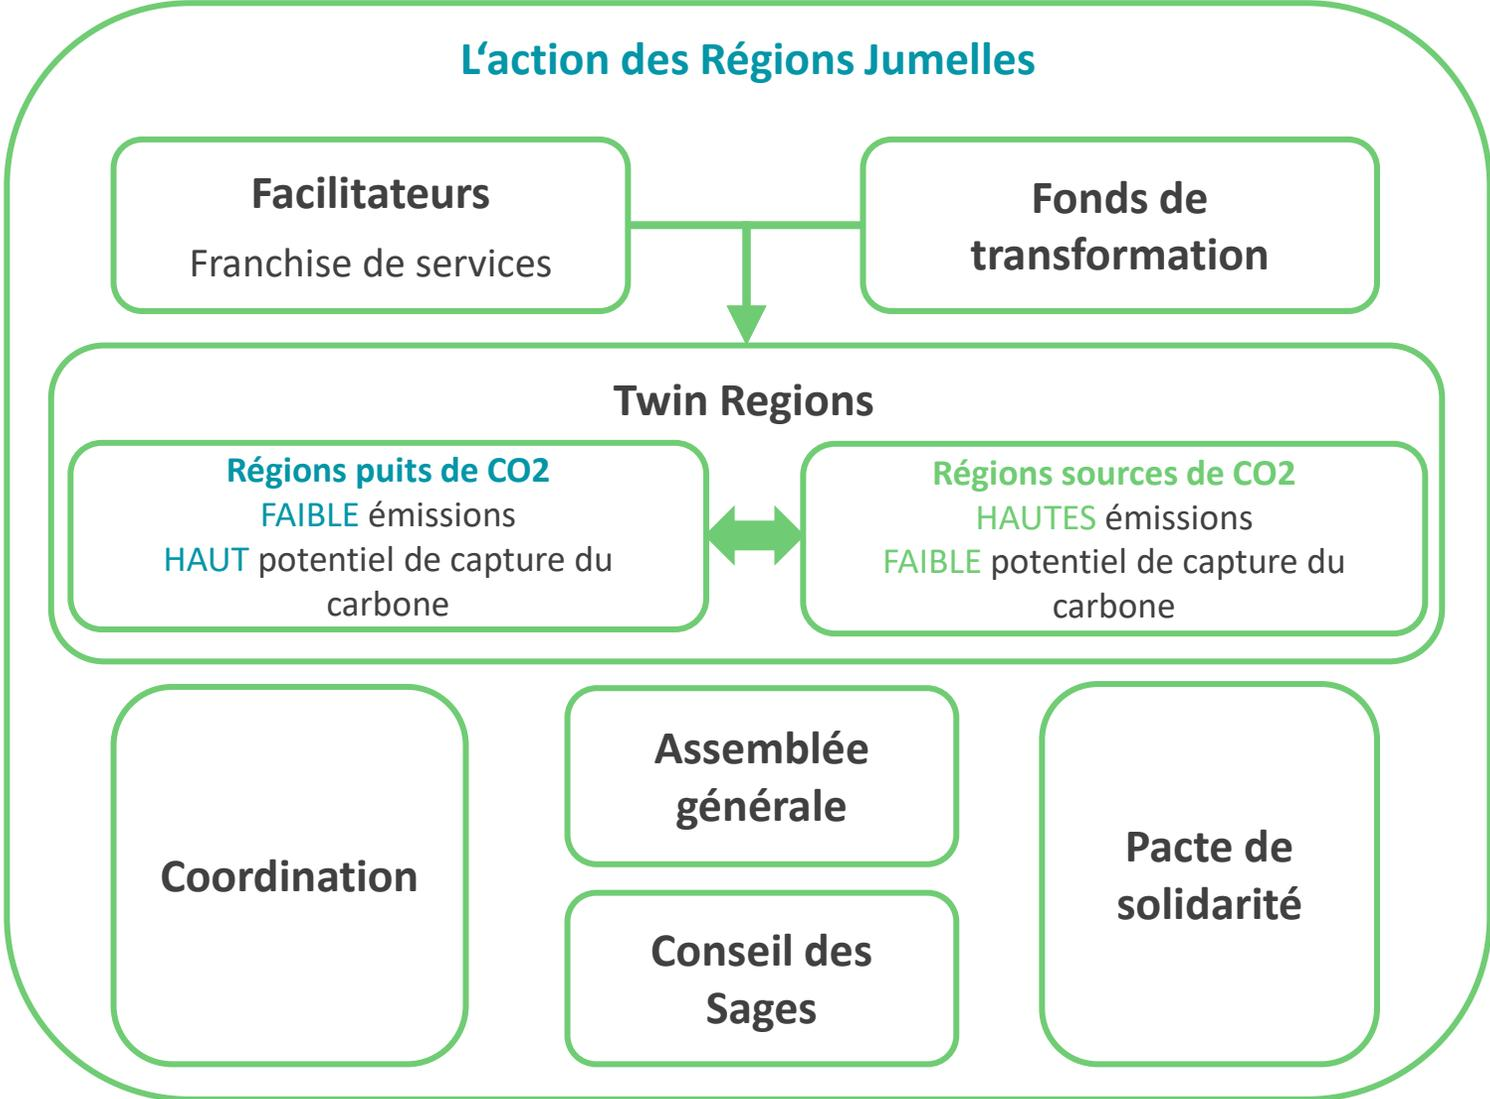 L‘action des Régions Jumelles
Facilitateurs
Franchise de services
Fonds de
transformation
Twin Regions
Régions puits de CO2
FAIBLE émissions
HAUT potentiel de capture du
carbone
Régions sources de CO2
HAUTES émissions
FAIBLE potentiel de capture du
carbone
Coordination
Assemblée
générale
Conseil des
Sages
Pacte de
solidarité